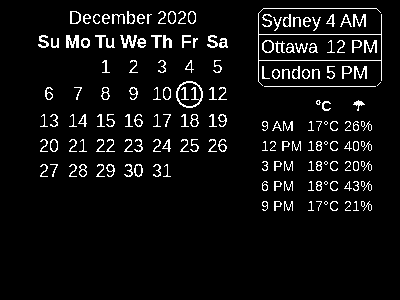 December 2020
Su Mo Tu We Th Fr Sa
1 2 3 4 5
6 7 8 9 10 11 12
13 14 15 16 17 18 19
20 21 22 23 24 25 26
27 28 29 30 31
Sydney 4 AM
Ottawa 12 PM
London 5 PM
°C
9 AM 17°C 26%
12 PM 18°C 40%
3 PM 18°C 20%
6 PM 18°C 43%
9 PM 17°C 21%